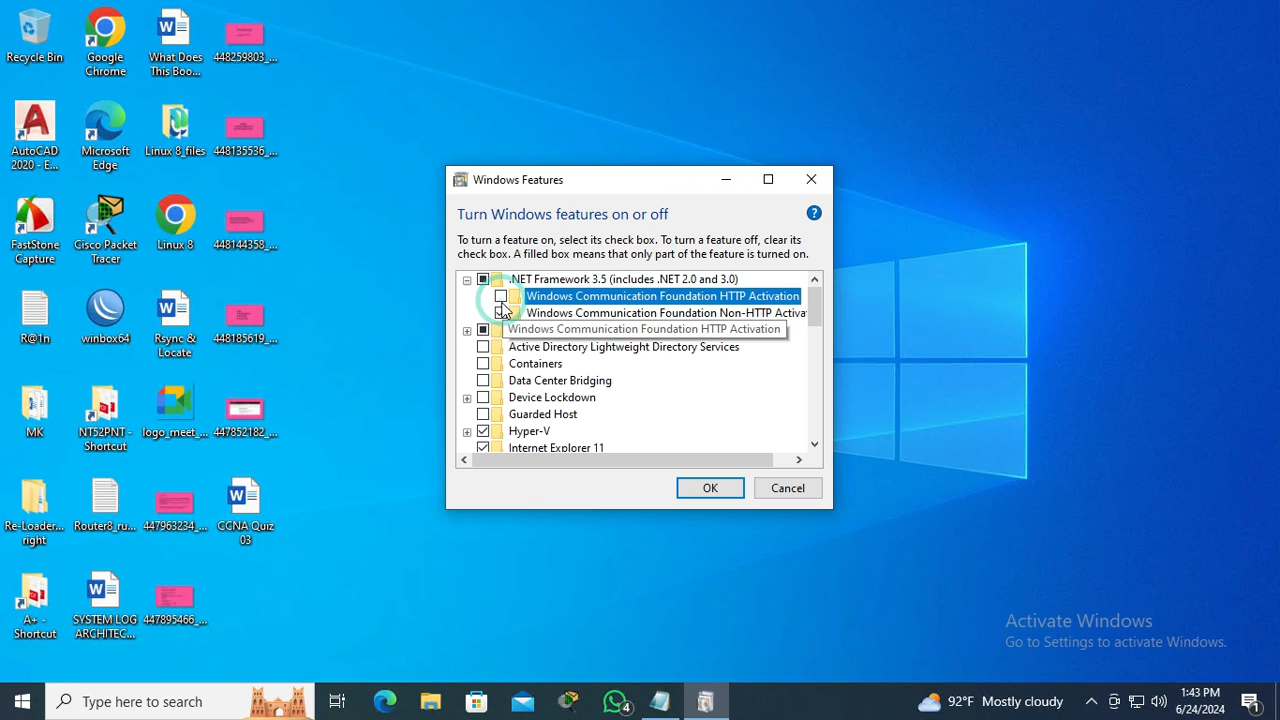 Recycle Bin
Google
Chrome
What Does
This Boo...
448259803_...
AutoCAD
2020 - E...
Microsoft
Edge
Linux 8_files
448135536_...
FastStone
Capture
Cisco Packet
Tracer
Linux 8
448144358_...
R@1n
winbox64
Rsync &
Locate
448185619_...
MK
NT52PNT -
Shortcut
logo_meet_...
447852182_...
Re-Loader...
right
Router8_ru...
447963234_...
CCNA Quiz
03
A+ -
Shortcut
SYSTEM LOG
ARCHITEC...
447895466_...
Windows Features
Turn Windows features on or off
To turn a feature on, select its check box. To turn a feature off, clear its
check box. A filled box means that only part of the feature is turned on.
.NET Framework 3.5 (includes .NET 2.0 and 3.0)
Windows Communication Foundation HTTP Activation
Windows Communication Foundation Non-HTTP Activa
Windows Communication Foundation HTTP Activation
Active Directory Lightweight Directory Services
Containers
Data Center Bridging
Device Lockdown
Guarded Host
Hyper-V
Internet Explorer 11
OK
Cancel
Activate Windows
Go to Settings to activate Windows.
Type here to search
4
92°F Mostly cloudy
1:43 PM
6/24/2024
1